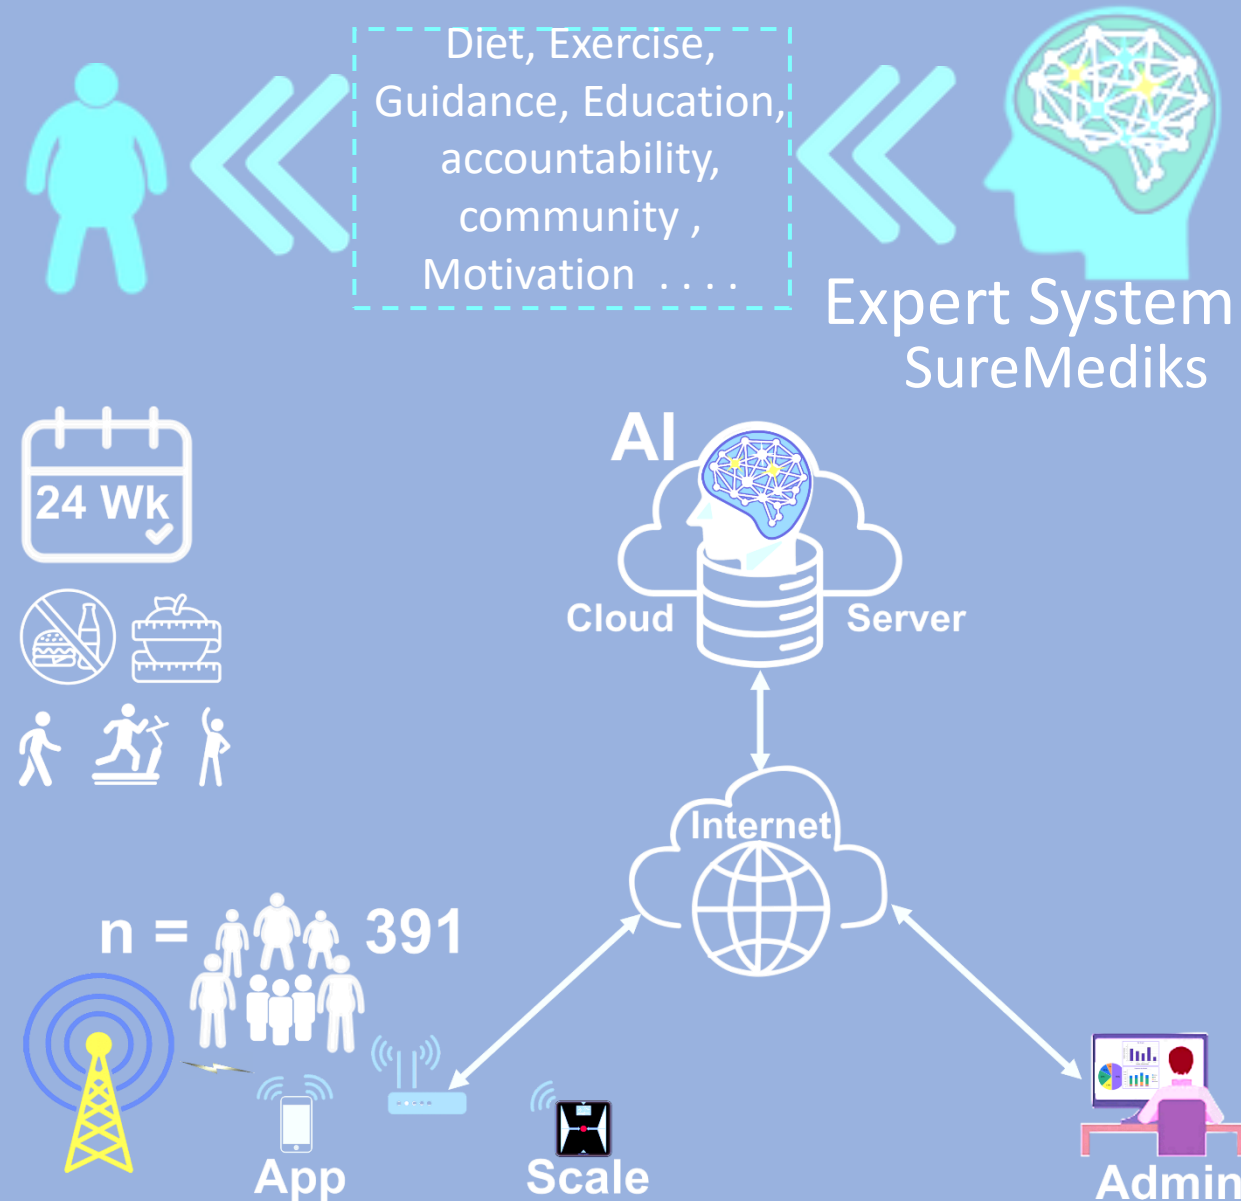 Diet, Exercise,
Guidance, Education,
accountability,
community ,
Motivation . . . .
Expert System
SureMediks
24 Wk
AI
Cloud
Server
Internet
n = 391
App
Scale
Admin